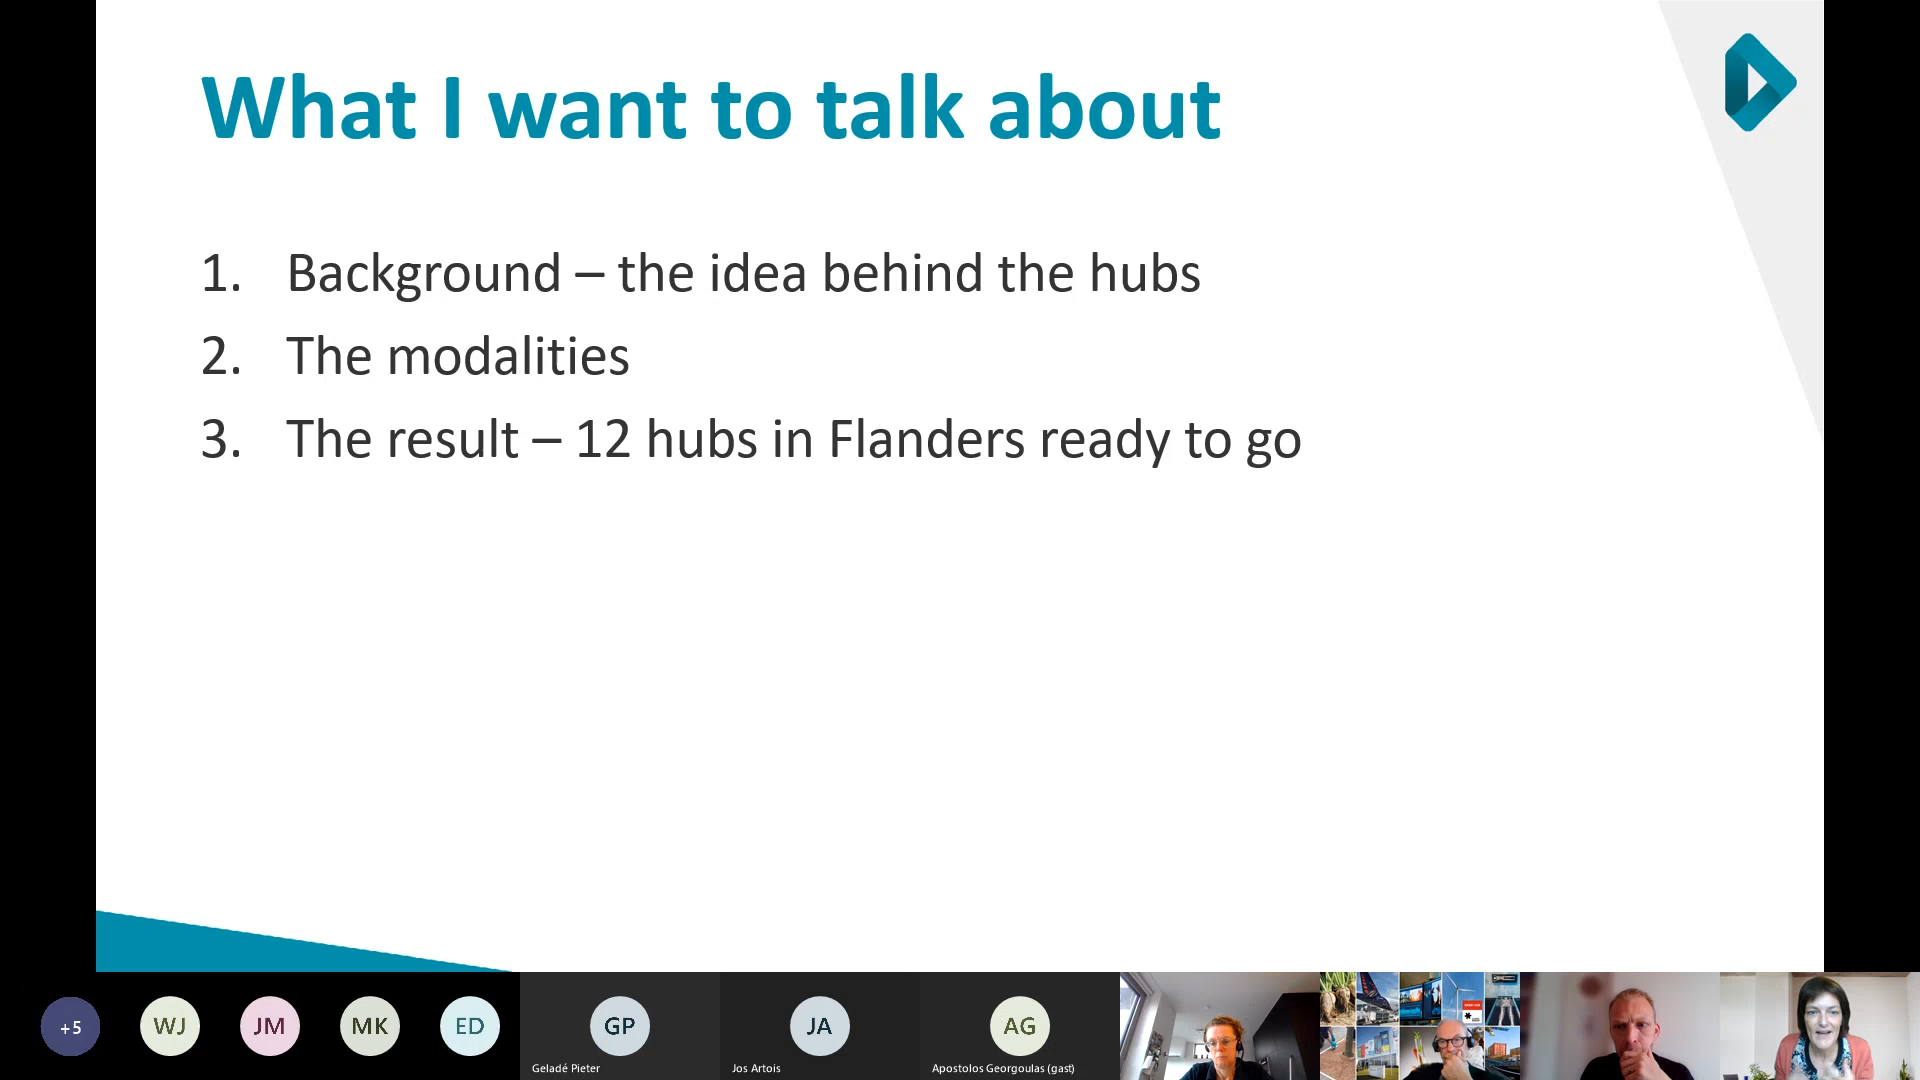 What I want to talk about
1. Background – the idea behind the hubs
2. The modalities
3. The result – 12 hubs in Flanders ready to go
+5
WJ
JM
MK
ED
GP
JA
AG
Geladé Pieter
Jos Artois
Apostolos Georgoulas (gast)